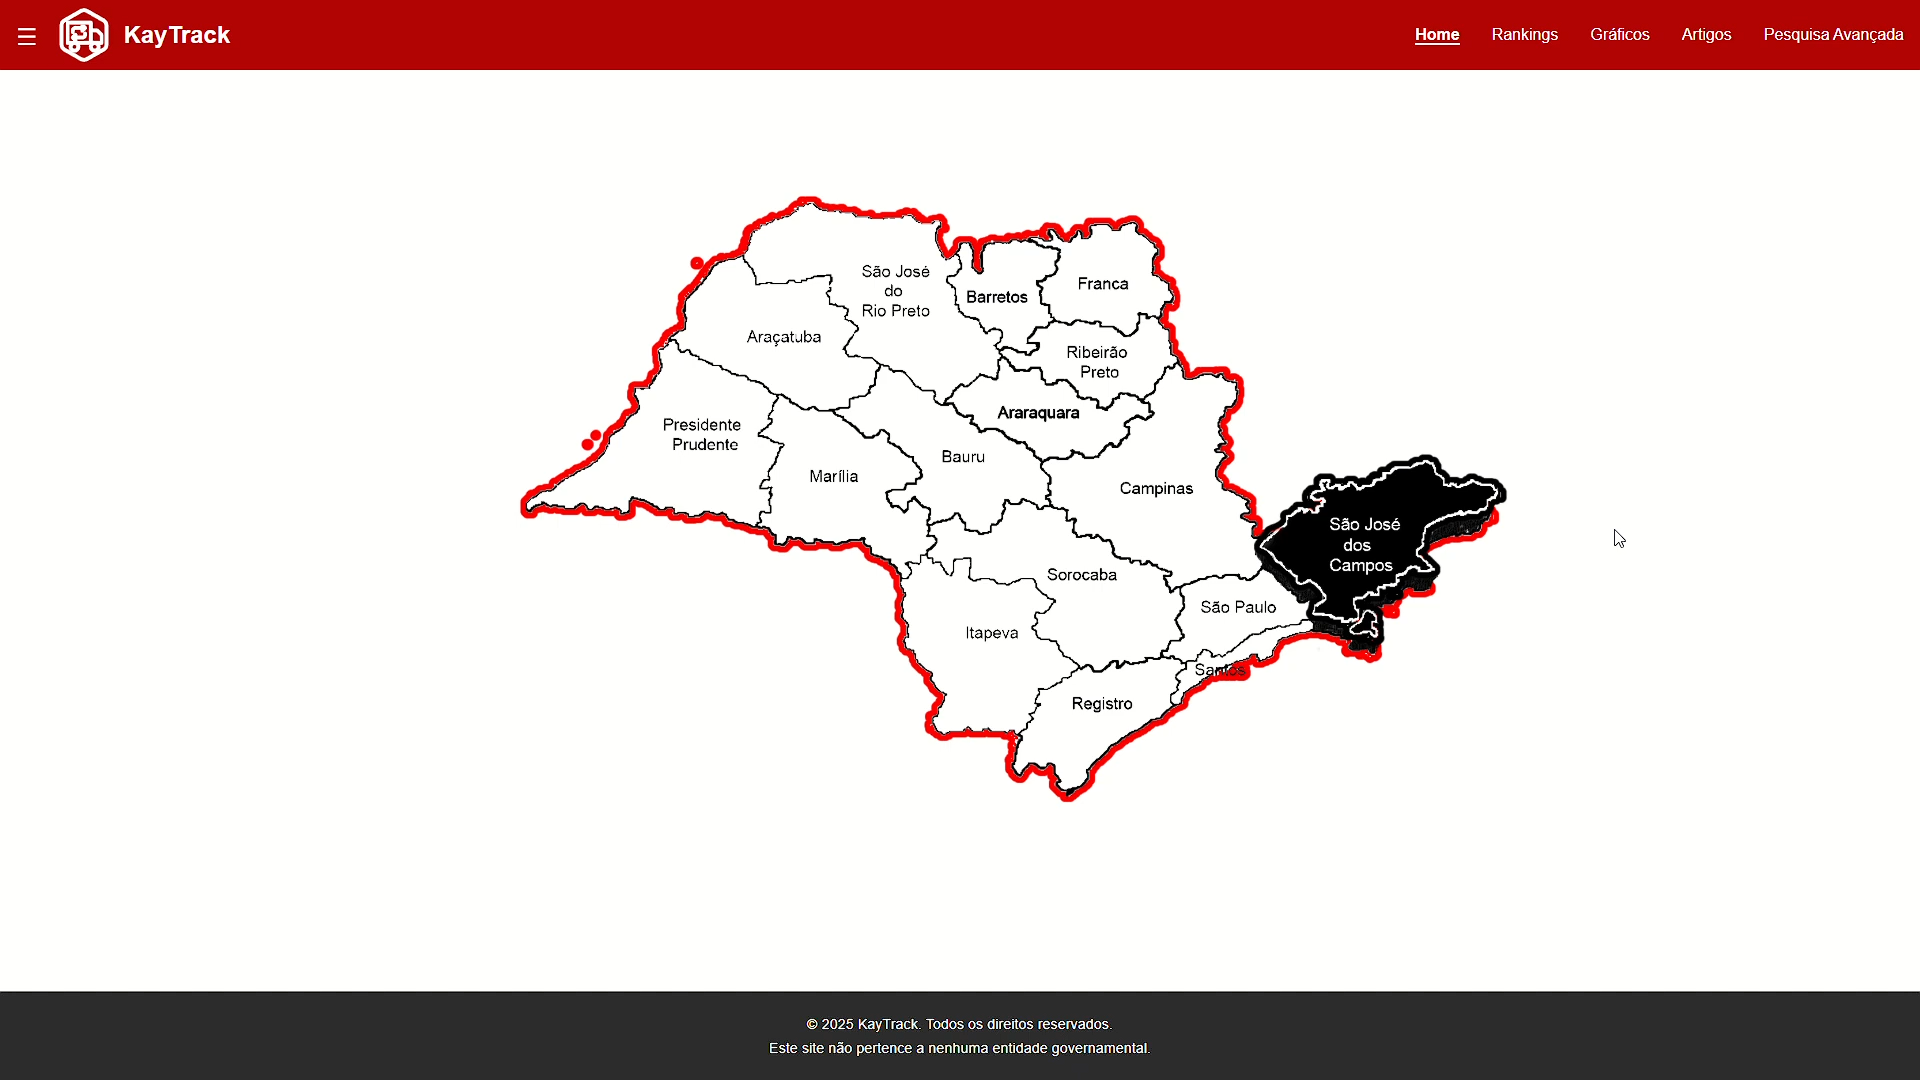 KayTrack
Home
Rankings
Gráficos
Artigos
Pesquisa Avançada
São José
do
Rio Preto
Barretos
Franca
Araçatuba
Ribeirão
Preto
Araraquara
Presidente
Prudente
Marília
Bauru
Campinas
São José
dos
Campos
Sorocaba
São Paulo
Itapeva
Santos
Registro
© 2025 KayTrack. Todos os direitos reservados.
Este site não pertence a nenhuma entidade governamental.